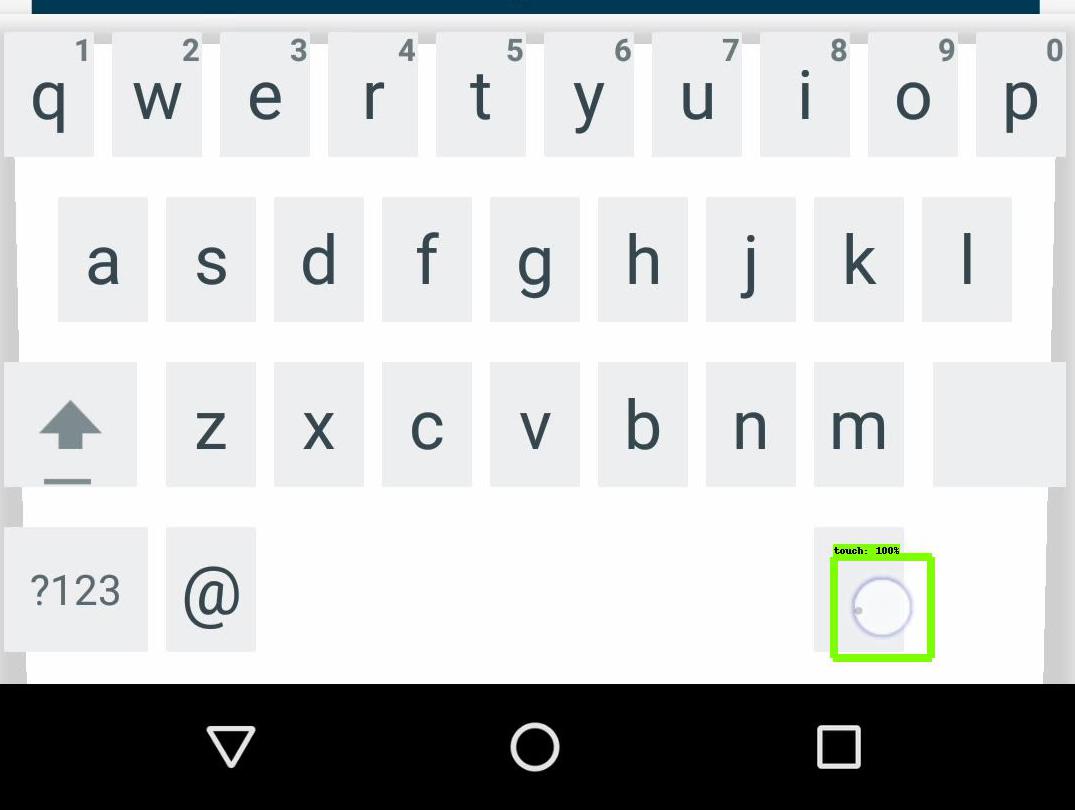 1 2 3 4 5 6 7 8 9 0
q w e r t y u i o p
a s d f g h j k l
z x c v b n m
touch: 100%
?123 @ .